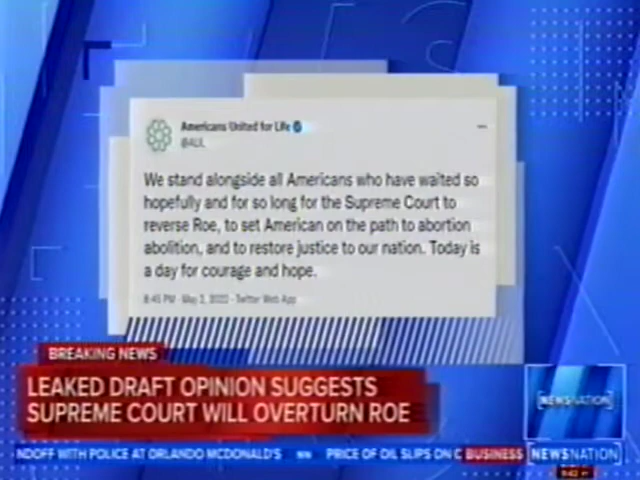 Americans United for Life
@AUL
We stand alongside all Americans who have waited so
hopefully and for so long for the Supreme Court to
reverse Roe, to set American on the path to abortion
abolition, and to restore justice to our nation. Today is
a day for courage and hope.
8:45 PM · May 2, 2022 · Twitter Web App
BREAKING NEWS
LEAKED DRAFT OPINION SUGGESTS
SUPREME COURT WILL OVERTURN ROE
NEWSNATION
NDOFF WITH POLICE AT ORLANDO MCDONALD'S PRICE OF OIL SLIPS ON C BUSINESS NEWSNATION
9:42